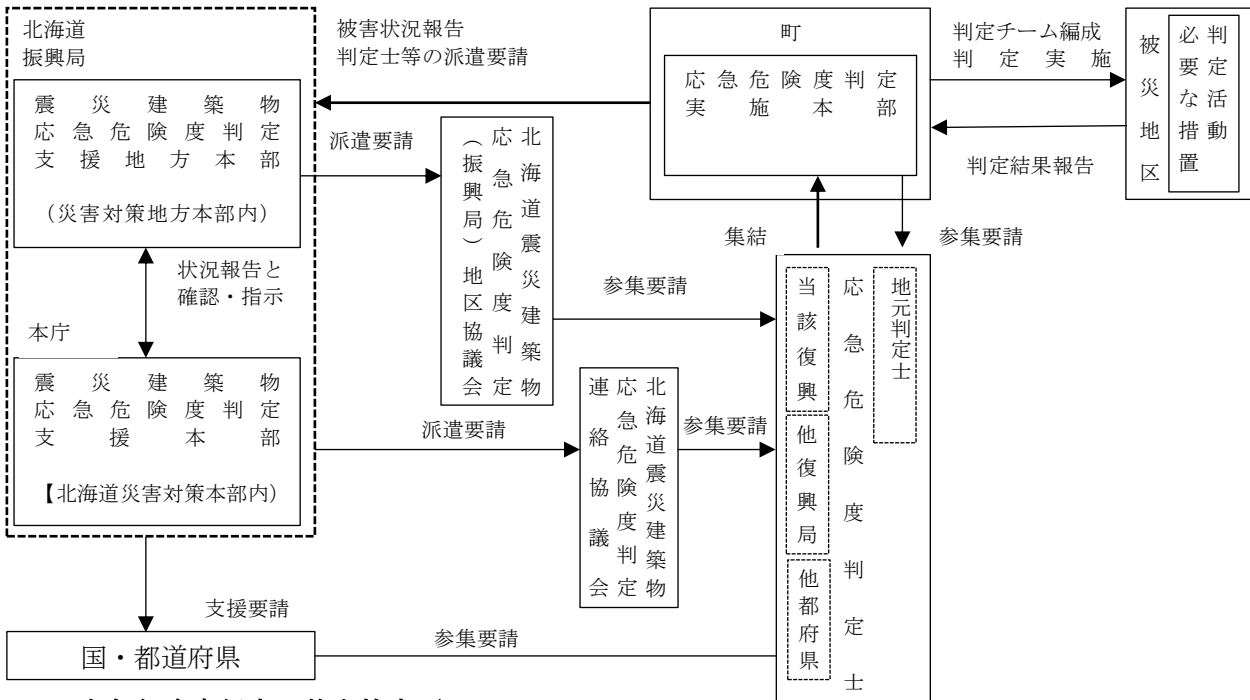 北海道
振興局
震災建築物
応急危険度判定
支援地方本部
（災害対策地方本部内）
状況報告と
確認・指示
本庁
震災建築物
応急危険度判定
支援本部
【北海道災害対策本部内）
支援要請
国・都道府県
被害状況報告
判定士等の派遣要請
派遣要請
北海道震災建築物
応急危険度判定
（振興局）地区協議会
派遣要請
北海道震災建築物
応急危険度判定
連絡協議会
参集要請
参集要請
参集要請
町
応急危険度判定
実施本部
集結
参集要請
地元判定士
応急危険度判定士
当該復興
他復興局
他都府県
判定チーム編成
判定実施
判定結果報告
判定活動
必要な措置
被災地区